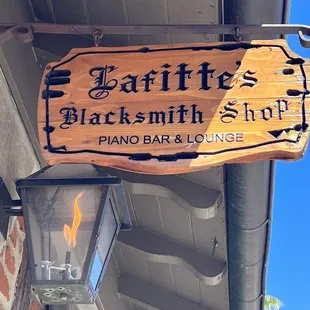 Lafitte's
Blacksmith Shop
PIANO BAR & LOUNGE